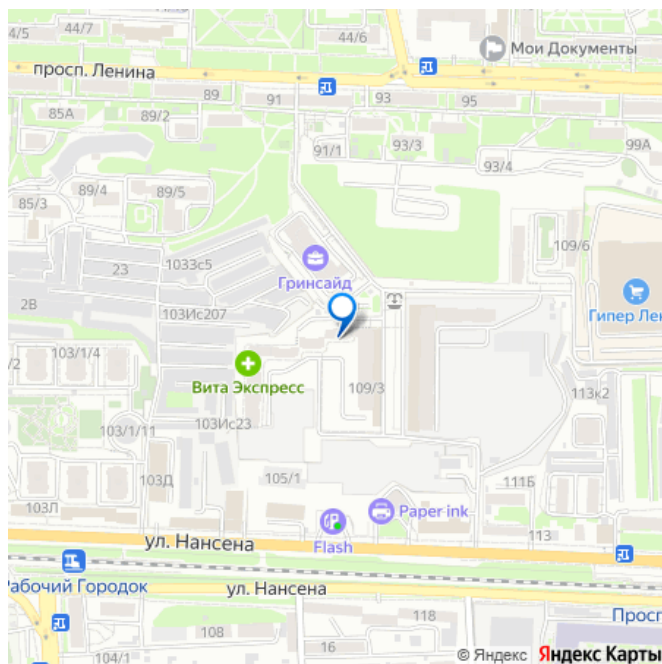 44/5
44/7
44/6
Мои Документы
просп. Ленина
89
91
93
95
85А
89/2
91/1
93/3
93/4
99А
89/4
89/5
85/3
109/6
23
1033с5
Гринсайд
2В
103Ис207
Гипер Лен
103/1/4
/2
Вита Экспресс
109/3
113к2
103Ис23
103/1/11
103Д
105/1
111Б
103Л
Paper ink
113
ул. Нансена
Flash
Рабочий Городок
ул. Нансена
Просп
118
108
16
104/1
© Яндекс Яндекс Карты